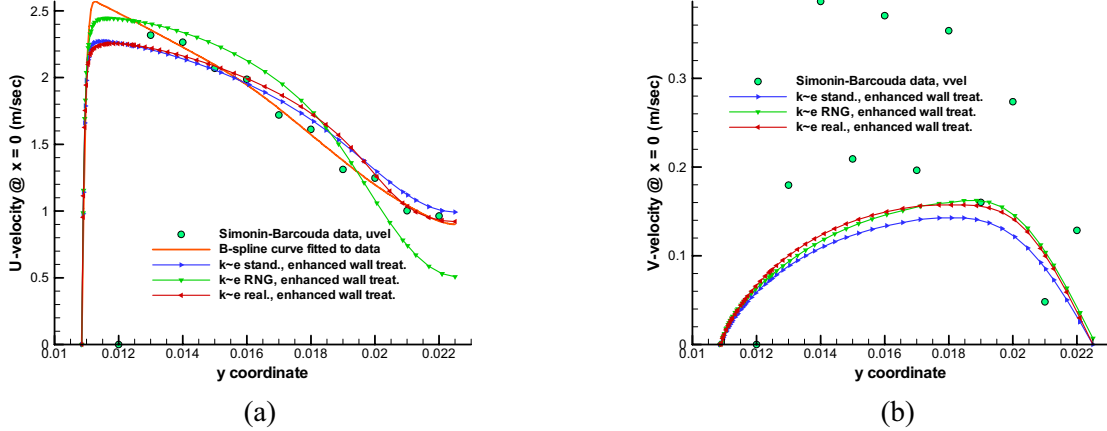 U-velocity @ x = 0 (m/sec)
2.5
2
1.5
1
0.5
0
0.01 0.012 0.014 0.016 0.018 0.02 0.022
y coordinate
Simonin-Barcouda data, uvel
B-spline curve fitted to data
k~e stand., enhanced wall treat.
k~e RNG, enhanced wall treat.
k~e real., enhanced wall treat.
(a)
V-velocity @ x = 0 (m/sec)
0.3
0.2
0.1
0
0.01 0.012 0.014 0.016 0.018 0.02 0.022
y coordinate
Simonin-Barcouda data, vvel
k~e stand., enhanced wall treat.
k~e RNG, enhanced wall treat.
k~e real., enhanced wall treat.
(b)